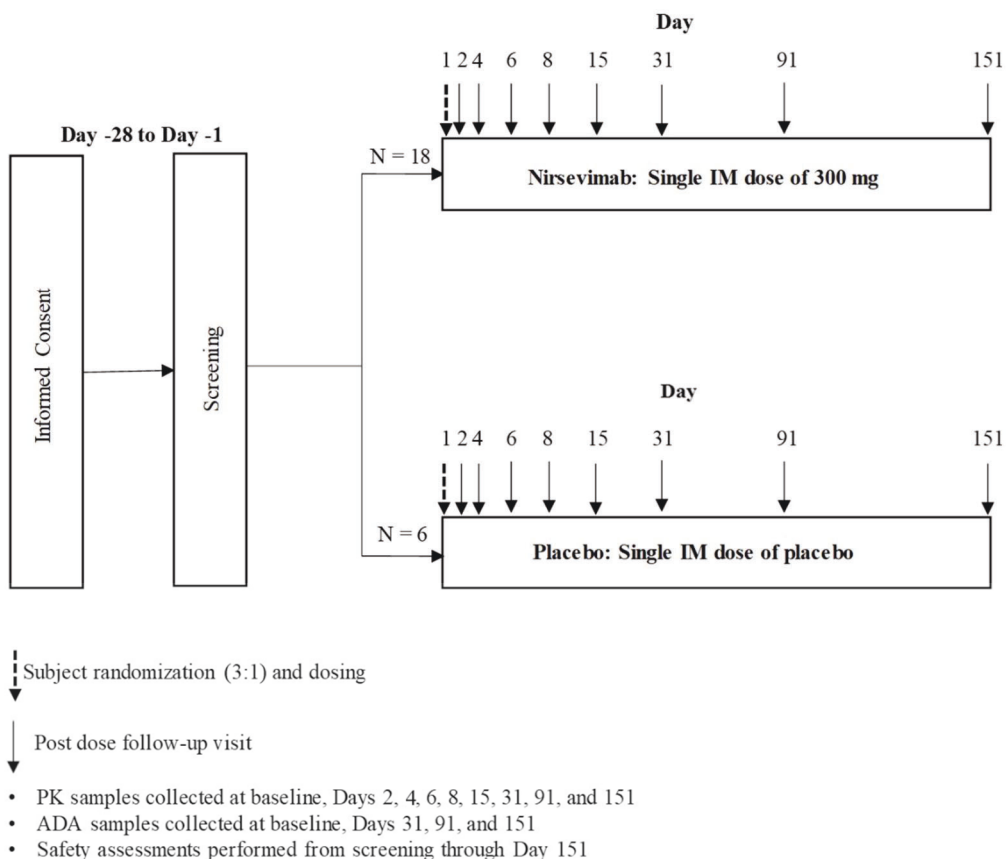 Day
1 2 4 6 8 15 31 91 151
Day -28 to Day -1
N = 18
Nirsevimab: Single IM dose of 300 mg
Informed Consent
Screening
Day
1 2 4 6 8 15 31 91 151
N = 6
Placebo: Single IM dose of placebo
Subject randomization (3:1) and dosing
Post dose follow-up visit
• PK samples collected at baseline, Days 2, 4, 6, 8, 15, 31, 91, and 151
• ADA samples collected at baseline, Days 31, 91, and 151
• Safety assessments performed from screening through Day 151